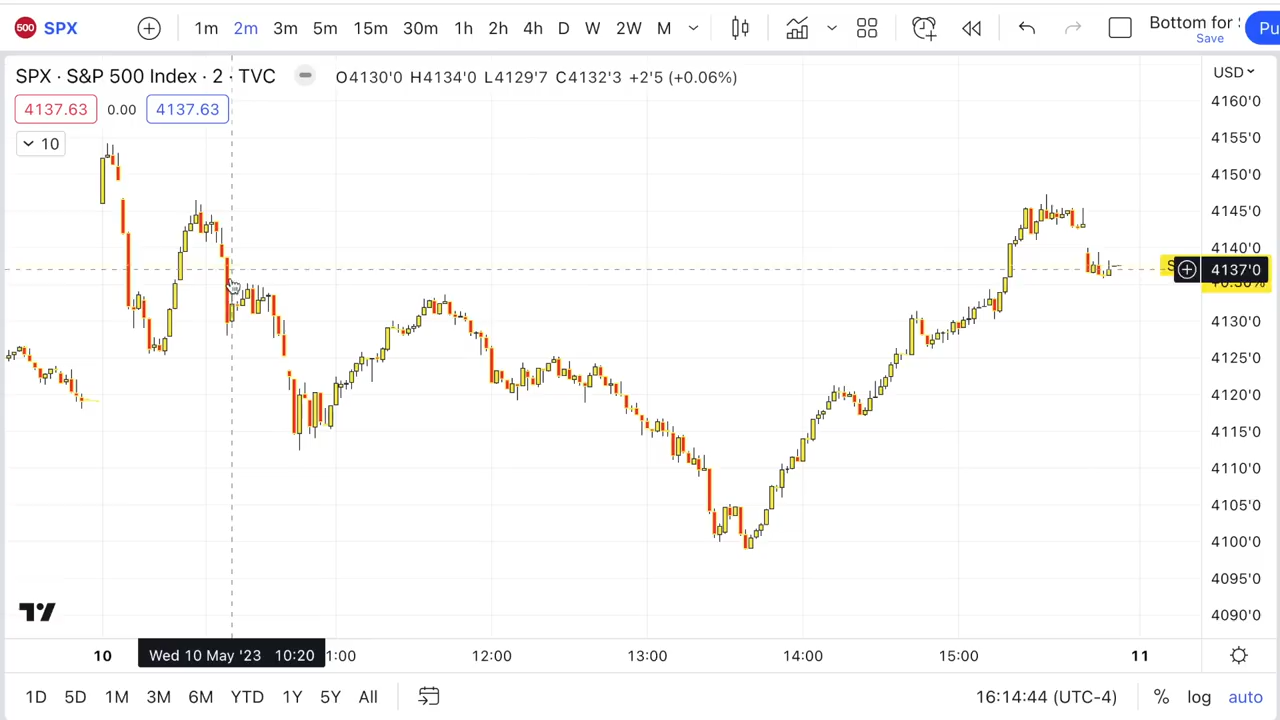 500 SPX 1m 2m 3m 5m 15m 30m 1h 2h 4h D W 2W M Bottom for
Save
SPX · S&P 500 Index · 2 · TVC O4130'0 H4134'0 L4129'7 C4132'3 +2'5 (+0.06%)
USD
4137.63 0.00 4137.63
10
4160'0
4155'0
4150'0
4145'0
4140'0
4137'0
4130'0
4125'0
4120'0
4115'0
4110'0
4105'0
4100'0
4095'0
4090'0
10 Wed 10 May '23 10:20 1:00 12:00 13:00 14:00 15:00 11
1D 5D 1M 3M 6M YTD 1Y 5Y All 16:14:44 (UTC-4) % log auto